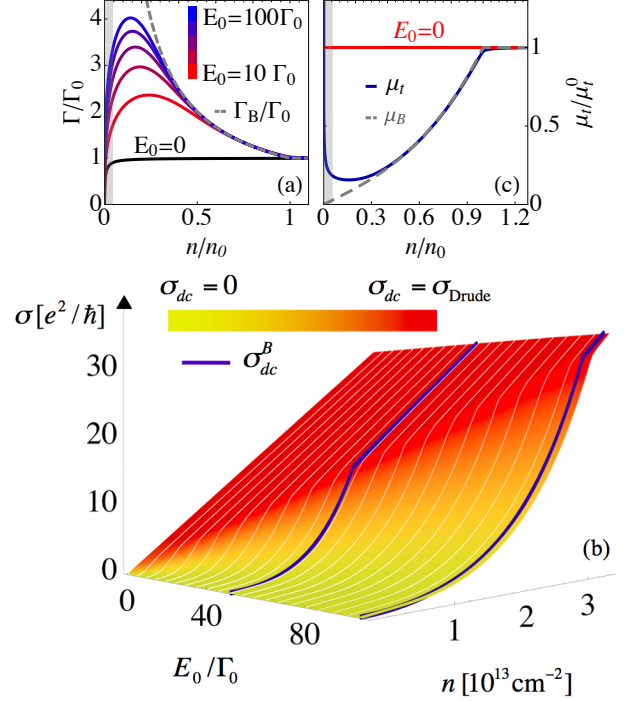 4
3
2
1
0
Γ/Γ₀
E₀=100Γ₀
E₀=10 Γ₀
Γ_B/Γ₀
E₀=0
(a)
0 0.5 1
n/n₀
E₀=0
μ_t
μ_B
(c)
1
0.5
0
μ_t/μ_t⁰
0 0.3 0.6 0.9 1.2
n/n₀
σ_dc = 0 σ_dc = σ_Drude
σ [e²/ħ]
σ_dc^B
30
20
10
0
(b)
0 40 80
1 2 3
E₀/Γ₀
n [10¹³cm⁻²]